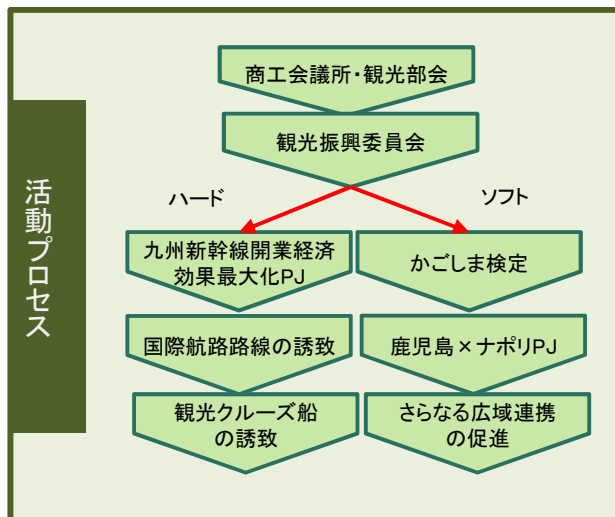 活動プロセス
商工会議所・観光部会
観光振興委員会
ハード
ソフト
九州新幹線開業経済
効果最大化PJ
かごしま検定
国際航路路線の誘致
鹿児島×ナポリPJ
観光クルーズ船
の誘致
さらなる広域連携
の促進